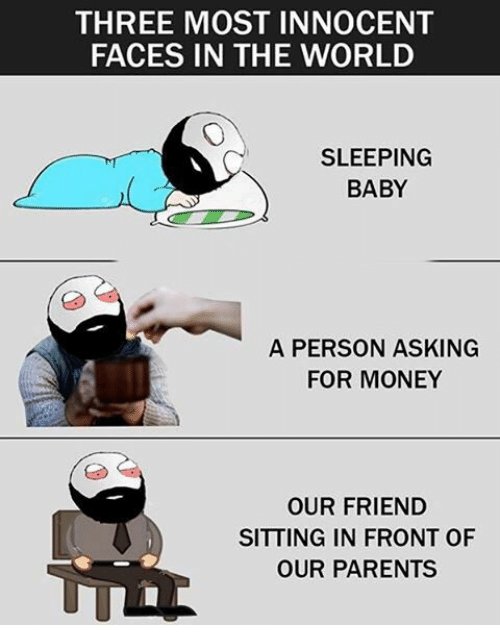 THREE MOST INNOCENT
FACES IN THE WORLD
SLEEPING
BABY
A PERSON ASKING
FOR MONEY
OUR FRIEND
SITTING IN FRONT OF
OUR PARENTS